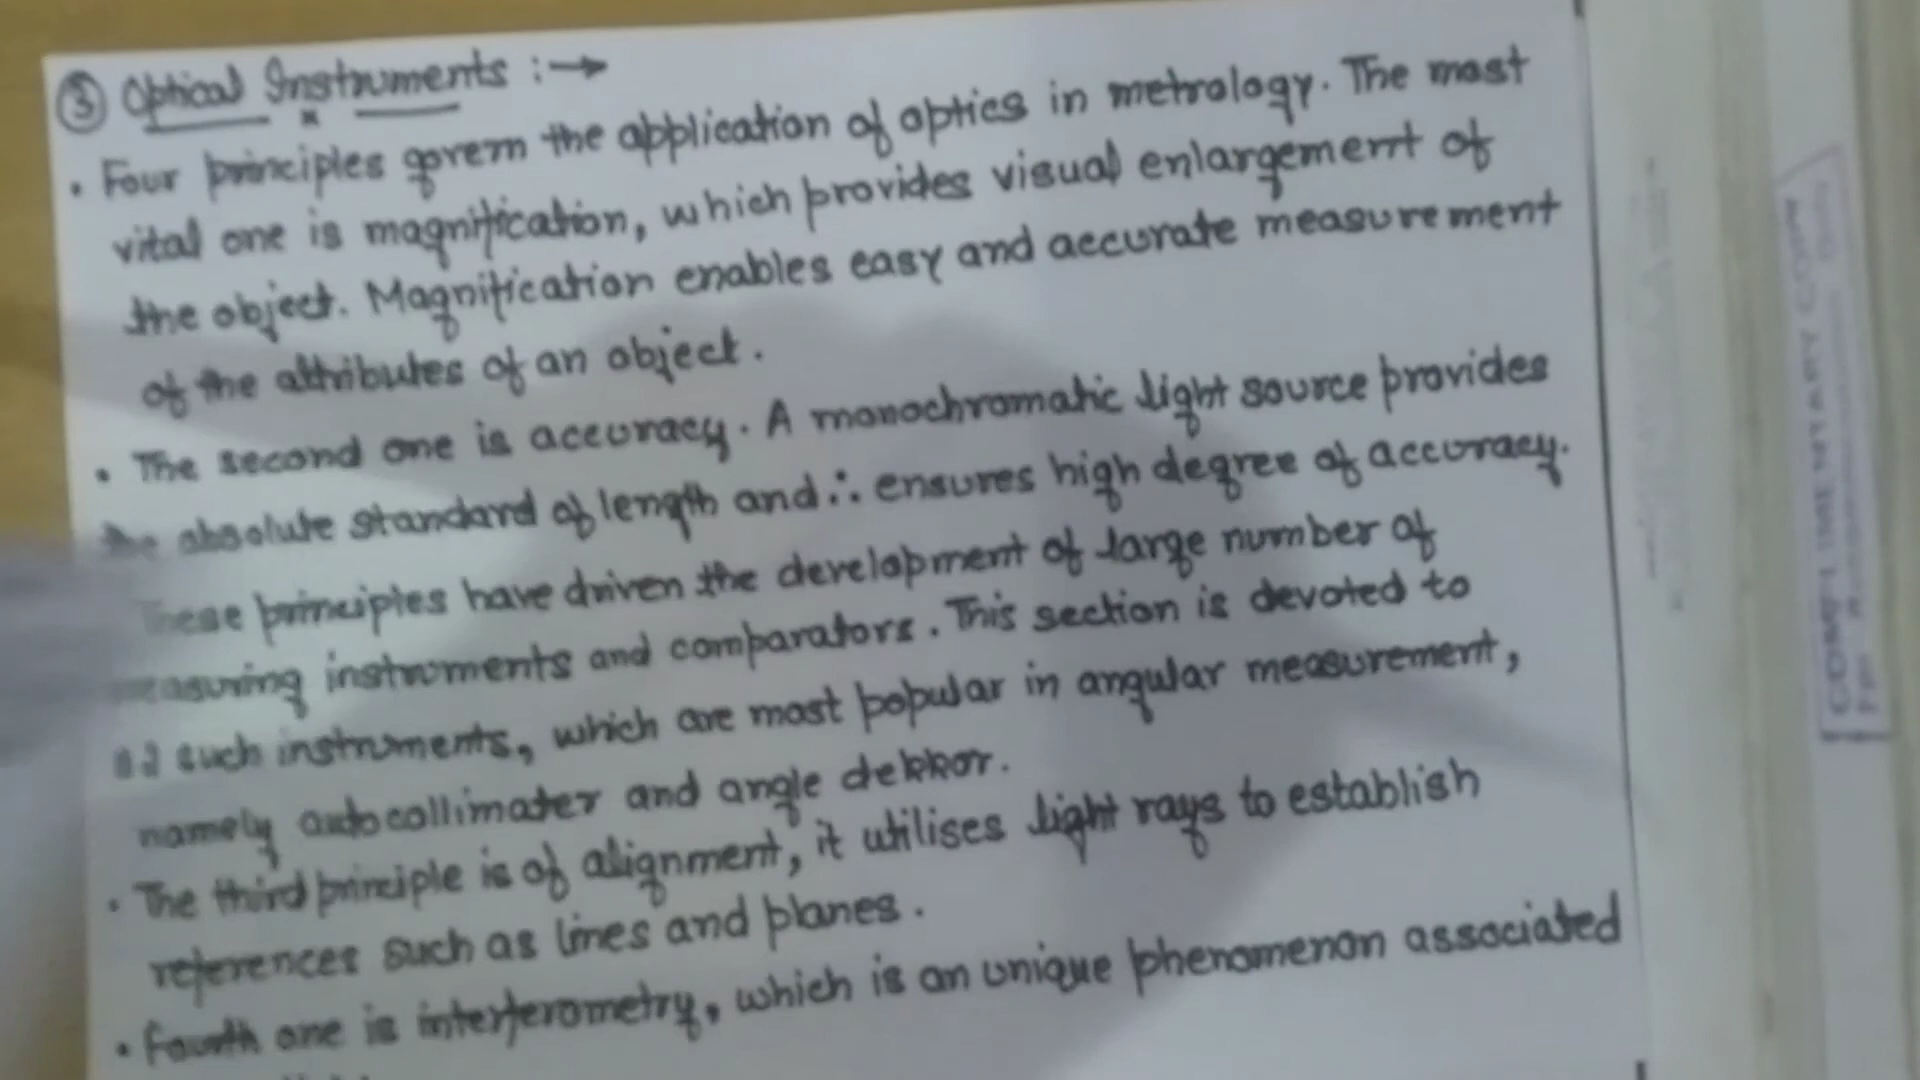 ③ Optical Instruments :→
• Four principles govern the application of optics in metrology. The most
vital one is magnification, which provides visual enlargement of
the object. Magnification enables easy and accurate measurement
of the attributes of an object.
• The second one is accuracy. A monochromatic light source provides
the absolute standard of length and ∴ ensures high degree of accuracy.
These principles have driven the development of large number of
measuring instruments and comparators. This section is devoted to
such instruments, which are most popular in angular measurement,
namely autocollimater and angle dekkor.
• The third principle is of alignment, it utilises light rays to establish
references such as lines and planes.
• Fourth one is interferometry, which is an unique phenomenon associated
COMPLIMENTARY COPY